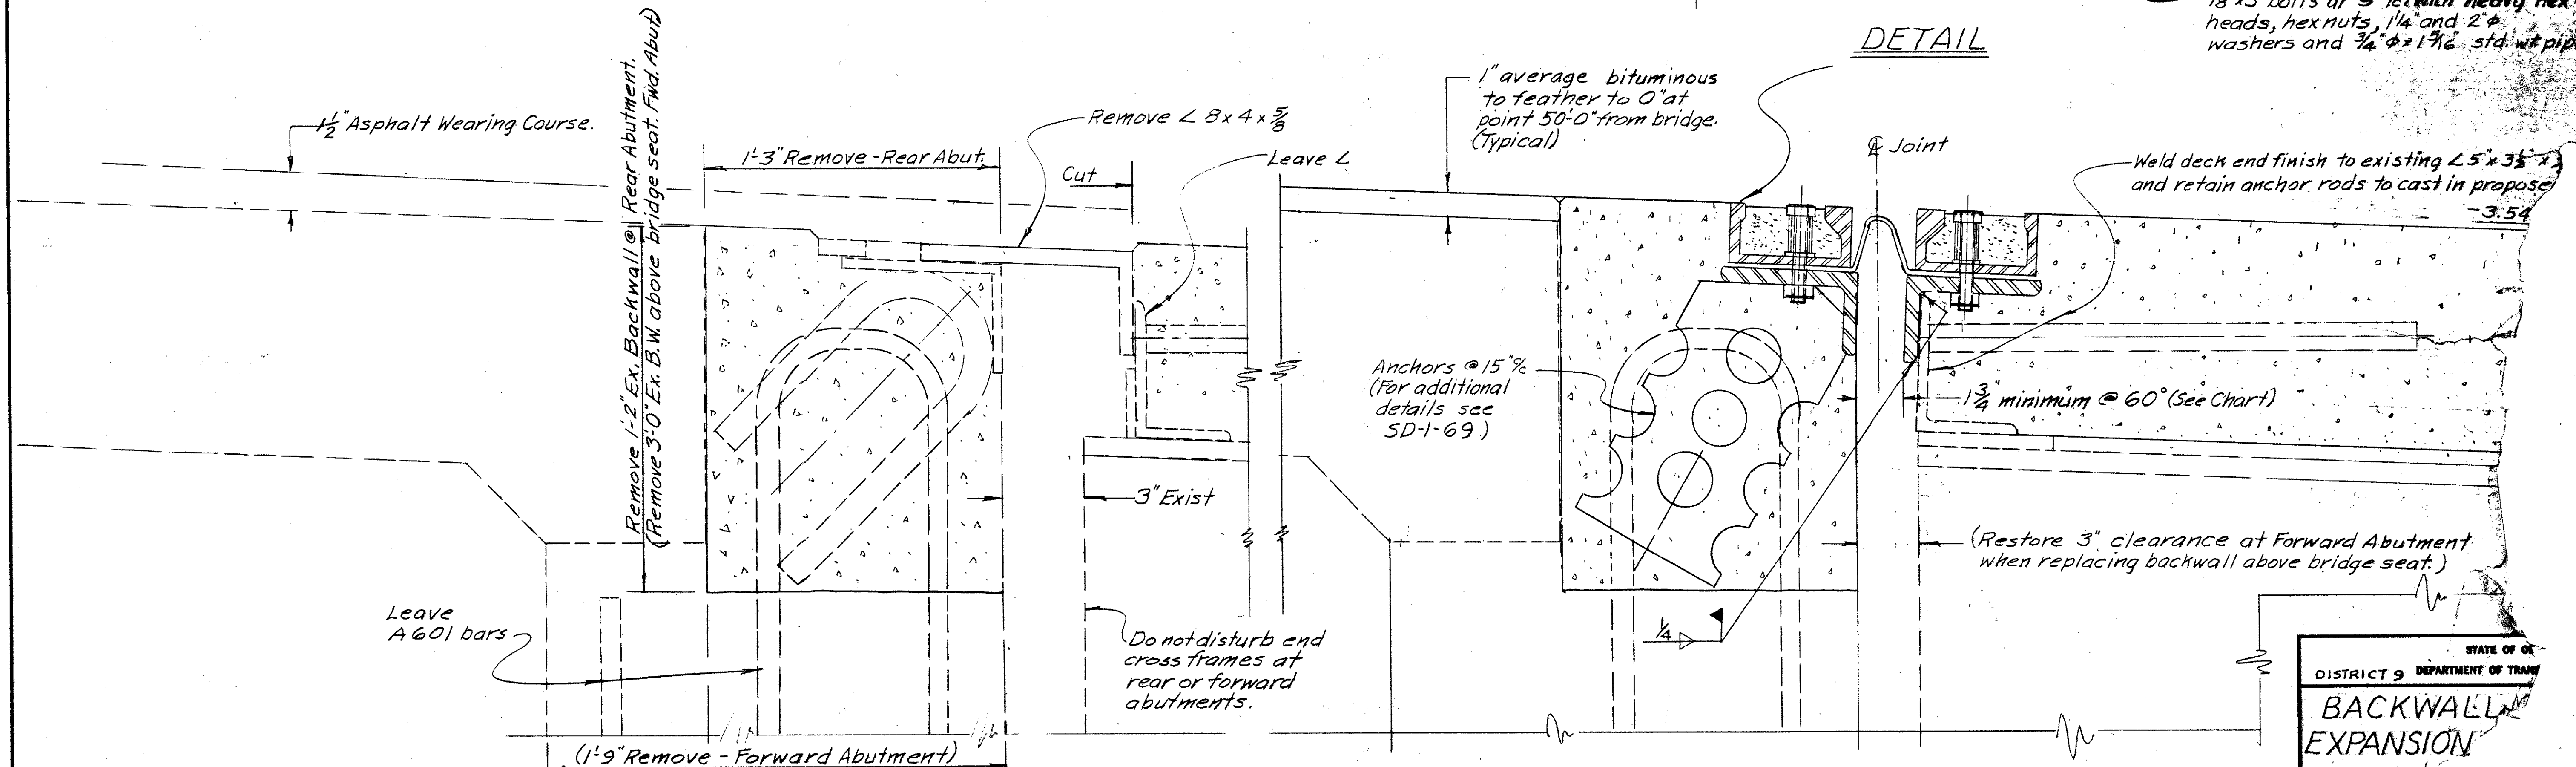 1½" Asphalt Wearing Course.
Remove 1'-2" Ex. Backwall @ Rear Abutment.
(Remove 3'-0" Ex. B.W. above bridge seat. Fwd. Abut)
1'-3" Remove - Rear Abut.
Remove ∠ 8 x 4 x ⅝
Cut
Leave ∠
3" Exist
Leave
A601 bars
Do not disturb end
cross frames at
rear or forward
abutments.
(1'-9" Remove - Forward Abutment)
1" average bituminous
to feather to 0" at
point 50'-0" from bridge.
(Typical)
DETAIL
heads, hex nuts, 1¼" and 2" φ
washers and ¾" φ x 1 5/16" std. wt pip
℄ Joint
Weld deck end finish to existing ∠ 5" x 3½" x
and retain anchor rods to cast in propose
-3.54
Anchors @ 15" %
(For additional
details see
SD-1-69.)
1¾" minimum @ 60° (See Chart)
(Restore 3" clearance at Forward Abutment
when replacing backwall above bridge seat.)
¼
STATE OF
DISTRICT 9 DEPARTMENT OF TRAN
BACKWALL
EXPANSION